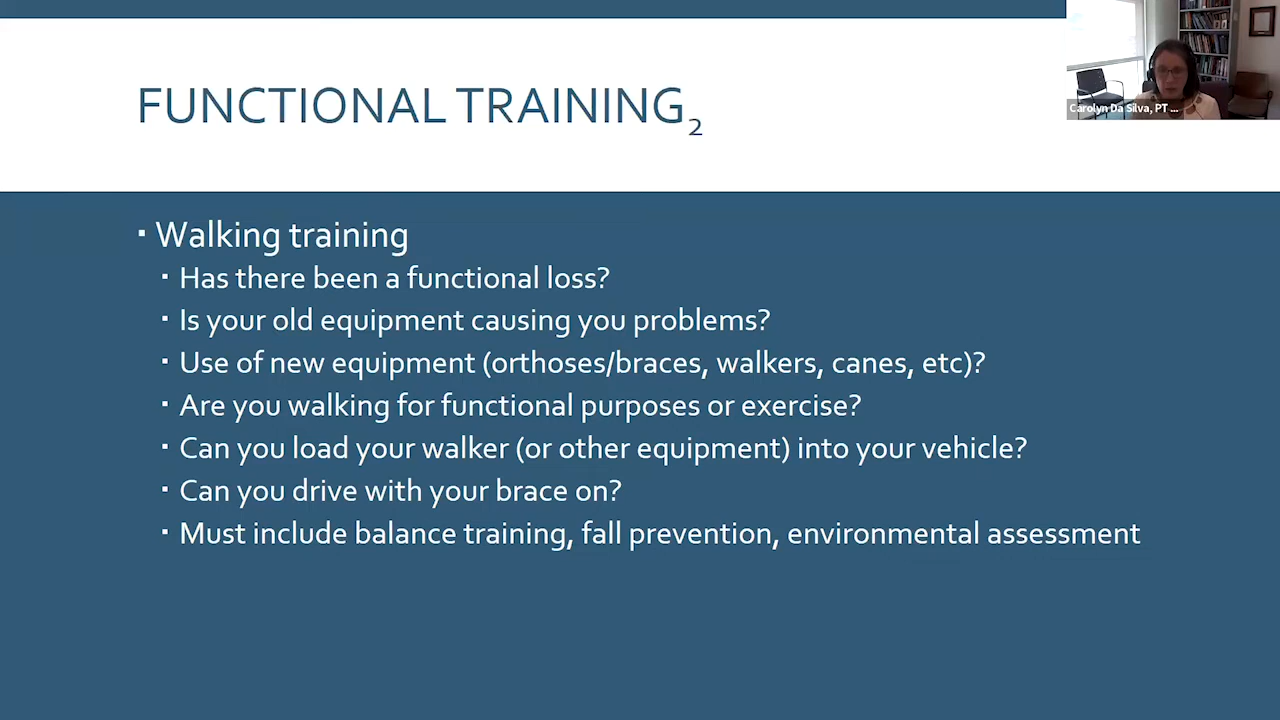 FUNCTIONAL TRAINING2
Carolyn Da Silva, PT ...
▪ Walking training
▪ Has there been a functional loss?
▪ Is your old equipment causing you problems?
▪ Use of new equipment (orthoses/braces, walkers, canes, etc)?
▪ Are you walking for functional purposes or exercise?
▪ Can you load your walker (or other equipment) into your vehicle?
▪ Can you drive with your brace on?
▪ Must include balance training, fall prevention, environmental assessment